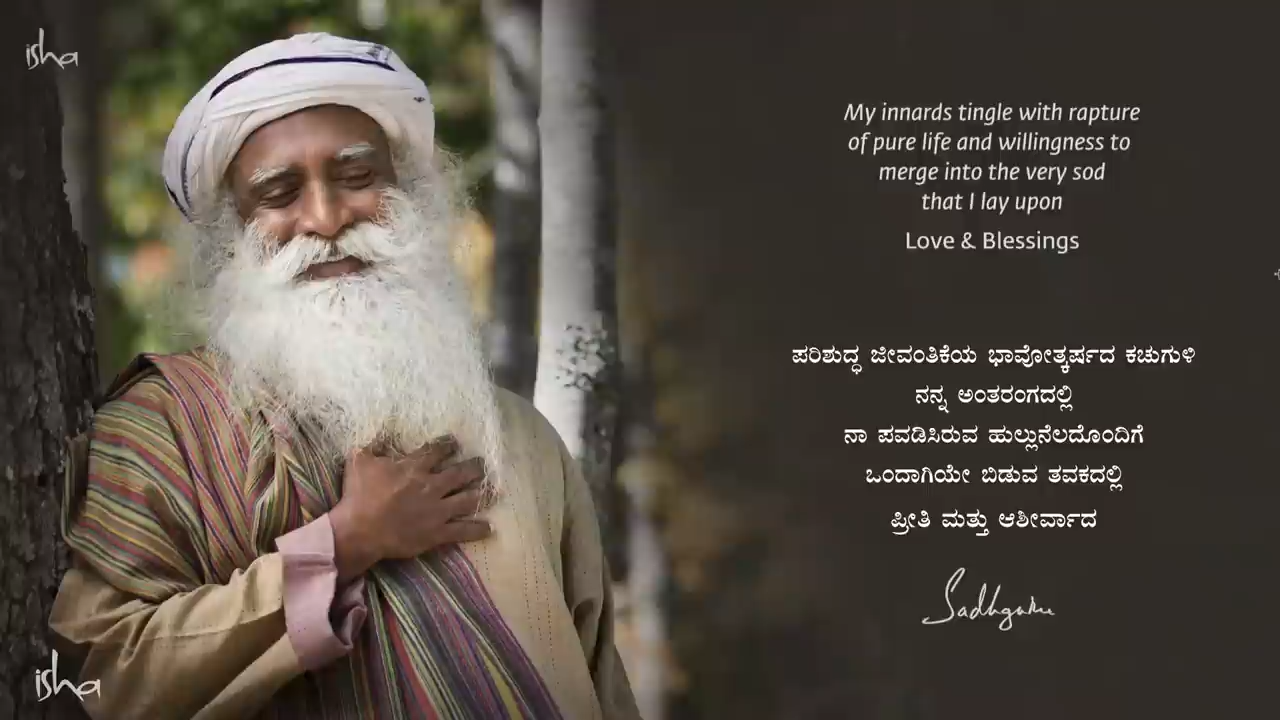 isha
My innards tingle with rapture
of pure life and willingness to
merge into the very sod
that I lay upon
Love & Blessings
ಪರಿಶುದ್ಧ ಜೀವಂತಿಕೆಯ ಭಾವೋತ್ಕರ್ಷದ ಕಚುಗುಳಿ
ನನ್ನ ಅಂತರಂಗದಲ್ಲಿ
ನಾ ಪವಡಿಸಿರುವ ಹುಲ್ಲುನೆಲದೊಂದಿಗೆ
ಒಂದಾಗಿಯೇ ಬಿಡುವ ತವಕದಲ್ಲಿ
ಪ್ರೀತಿ ಮತ್ತು ಆಶೀರ್ವಾದ
Sadhguru
isha